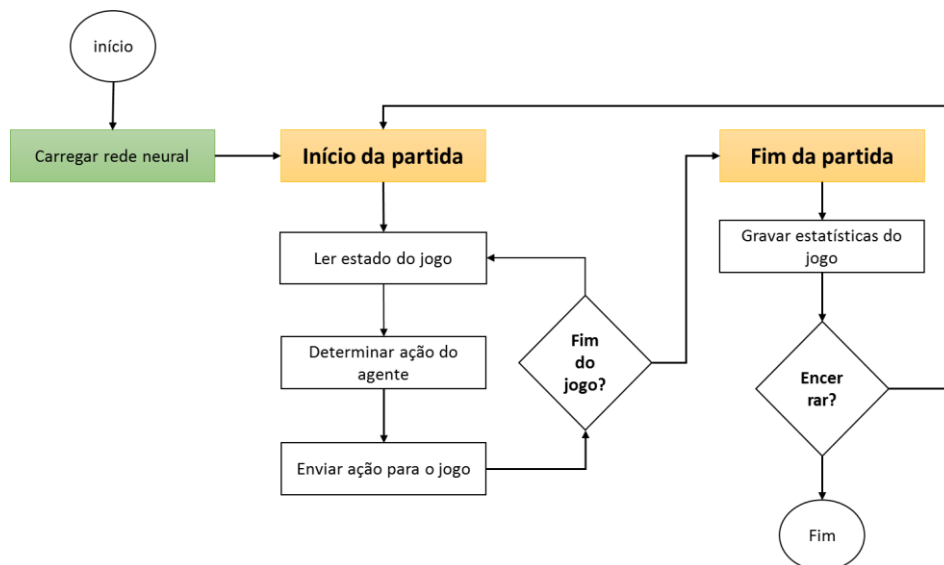 início
Carregar rede neural
Início da partida
Fim da partida
Ler estado do jogo
Gravar estatísticas do
jogo
Determinar ação do
agente
Fim
do
jogo?
Encer
rar?
Enviar ação para o jogo
Fim